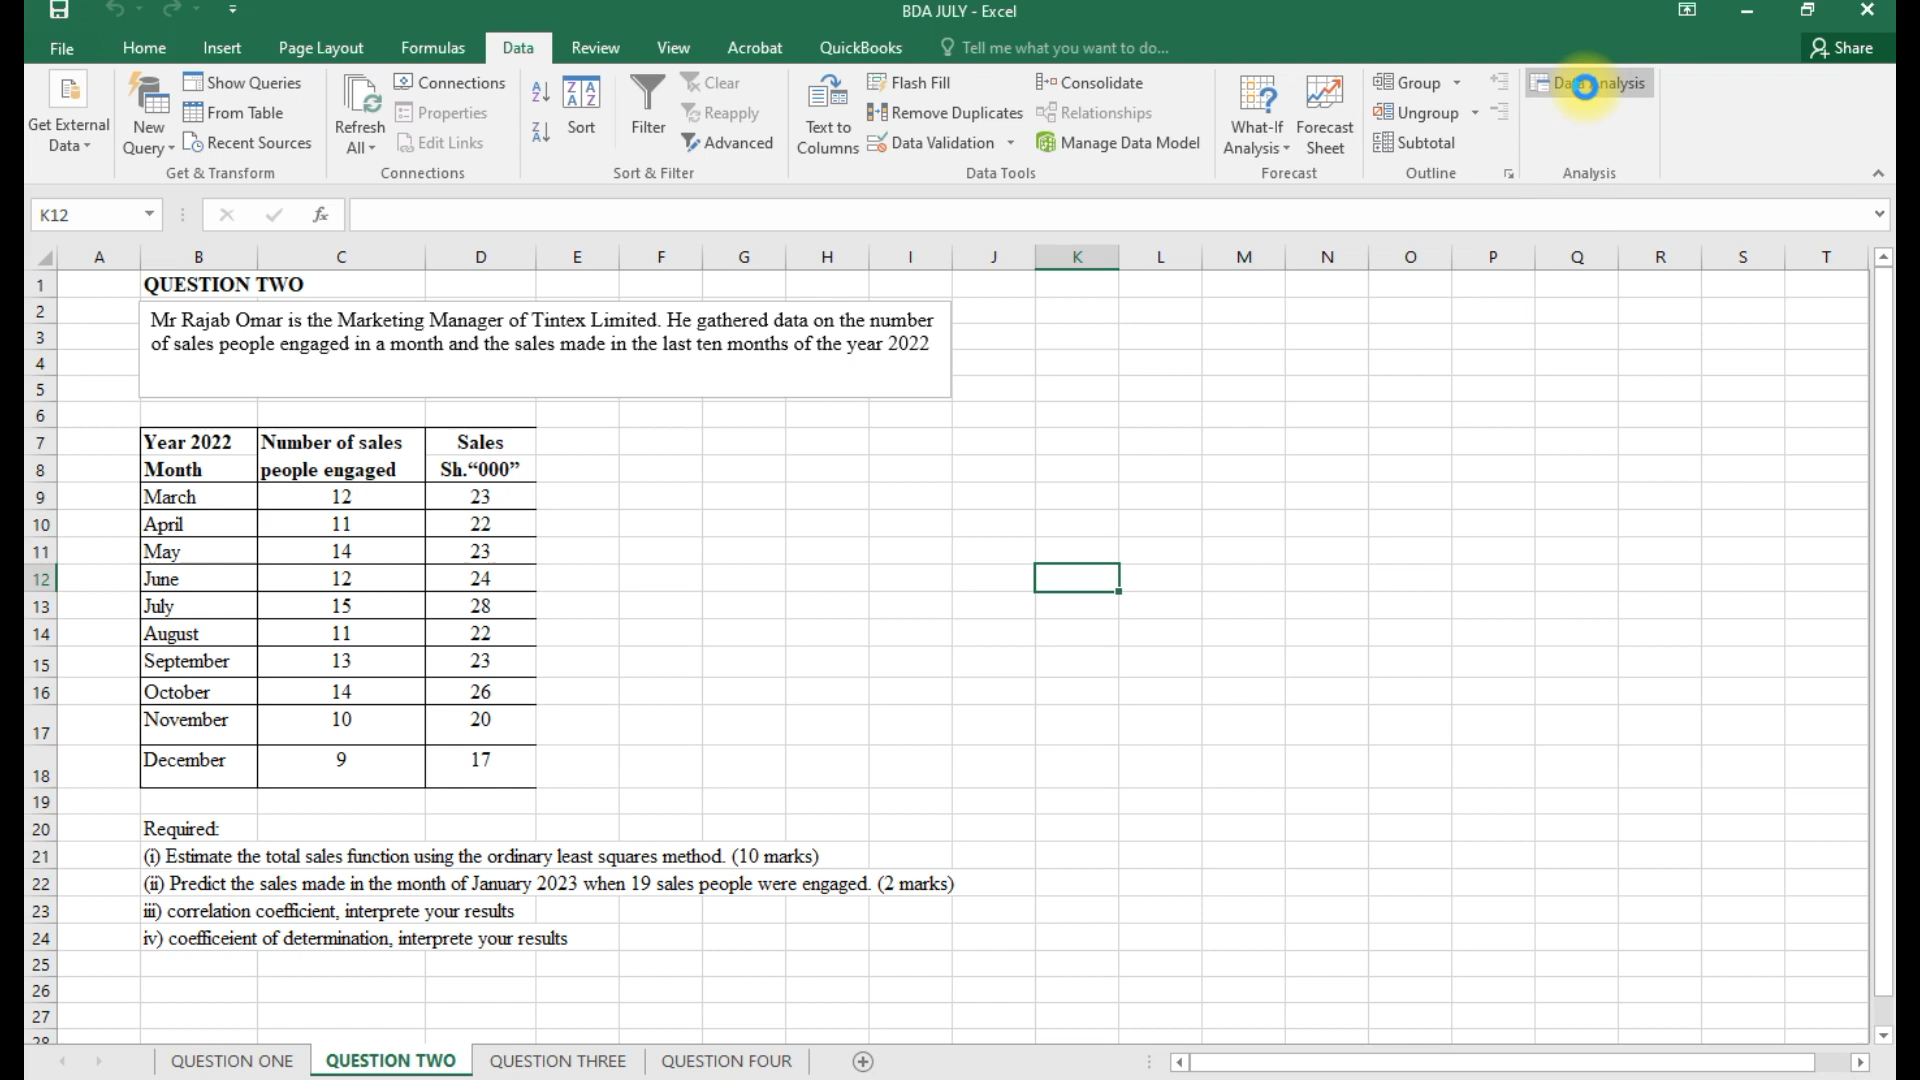 BDA JULY - Excel
File Home Insert Page Layout Formulas Data Review View Acrobat QuickBooks Tell me what you want to do... Share
Get External Data
New Query
Show Queries
From Table
Recent Sources
Get & Transform
Refresh All
Connections
Properties
Edit Links
Connections
Sort
Filter
Clear
Reapply
Advanced
Sort & Filter
Text to Columns
Flash Fill
Remove Duplicates
Data Validation
Consolidate
Relationships
Manage Data Model
Data Tools
What-If Analysis
Forecast Sheet
Forecast
Group
Ungroup
Subtotal
Outline
Data Analysis
Analysis
K12 fx
A B C D E F G H I J K L M N O P Q R S T
1 QUESTION TWO
2 Mr Rajab Omar is the Marketing Manager of Tintex Limited. He gathered data on the number
3 of sales people engaged in a month and the sales made in the last ten months of the year 2022
4
5
6
7 Year 2022 Number of sales Sales
8 Month people engaged Sh.“000”
9 March 12 23
10 April 11 22
11 May 14 23
12 June 12 24
13 July 15 28
14 August 11 22
15 September 13 23
16 October 14 26
17 November 10 20
18 December 9 17
19
20 Required:
21 (i) Estimate the total sales function using the ordinary least squares method. (10 marks)
22 (ii) Predict the sales made in the month of January 2023 when 19 sales people were engaged. (2 marks)
23 iii) correlation coefficient, interprete your results
24 iv) coefficeient of determination, interprete your results
25
26
27
28
QUESTION ONE QUESTION TWO QUESTION THREE QUESTION FOUR